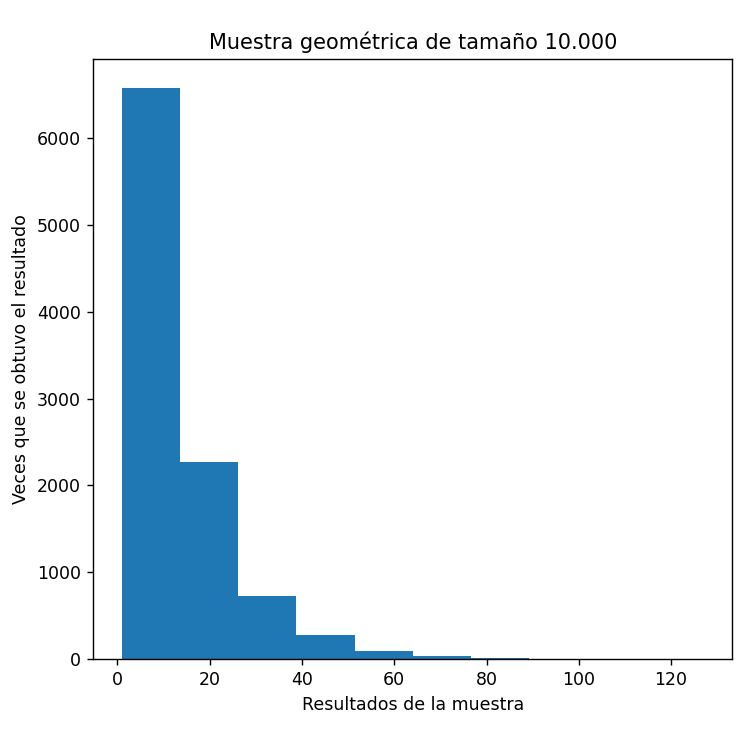 Muestra geométrica de tamaño 10.000
Veces que se obtuvo el resultado
6000
5000
4000
3000
2000
1000
0
0 20 40 60 80 100 120
Resultados de la muestra